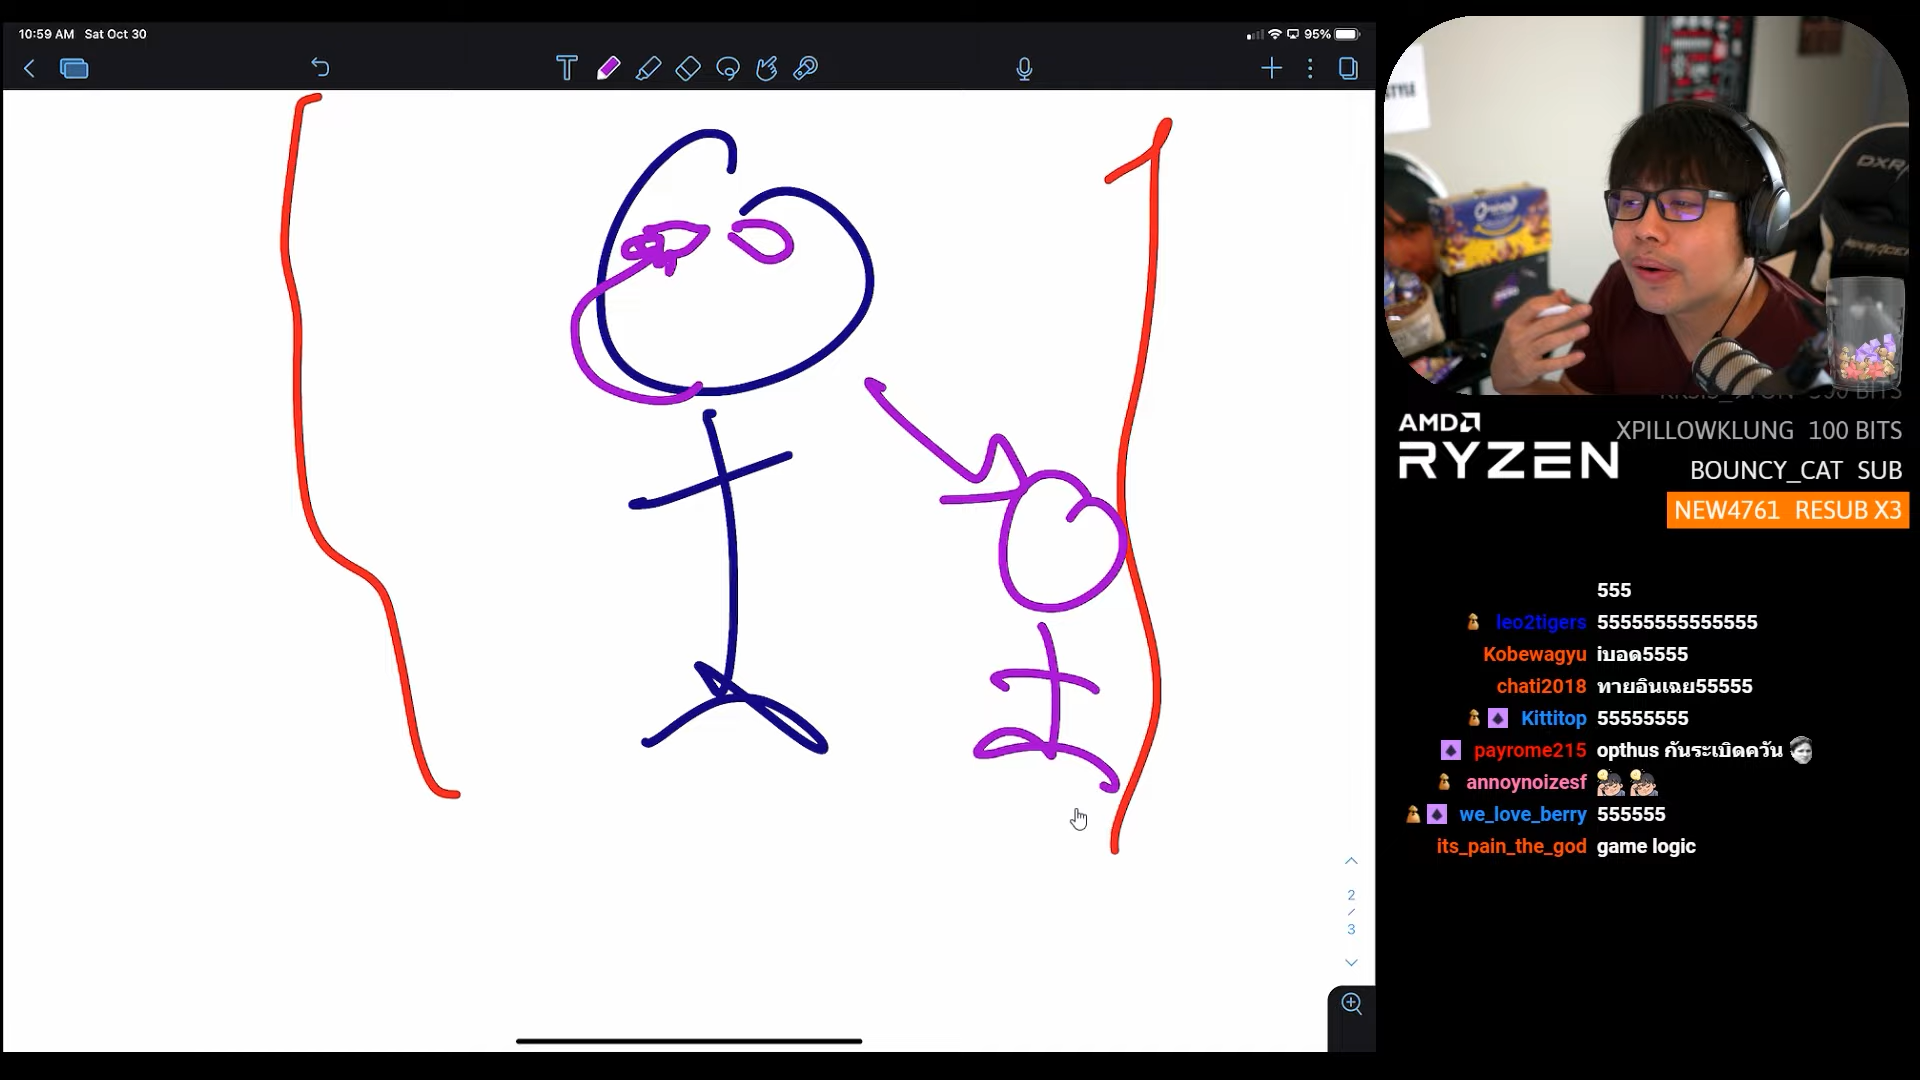 10:59 AM Sat Oct 30
95%
T
2
/
3
STYLE
DXR
AMD
RYZEN
XPILLOWKLUNG 100 BITS
BOUNCY_CAT SUB
NEW4761 RESUB X3
555
leo2tigers 55555555555555
Kobewagyu เบอด5555
chati2018 ทายอินเฉย55555
Kittitop 55555555
payrome215 opthus กันระเบิดควัน
annoynoizesf
we_love_berry 555555
its_pain_the_god game logic